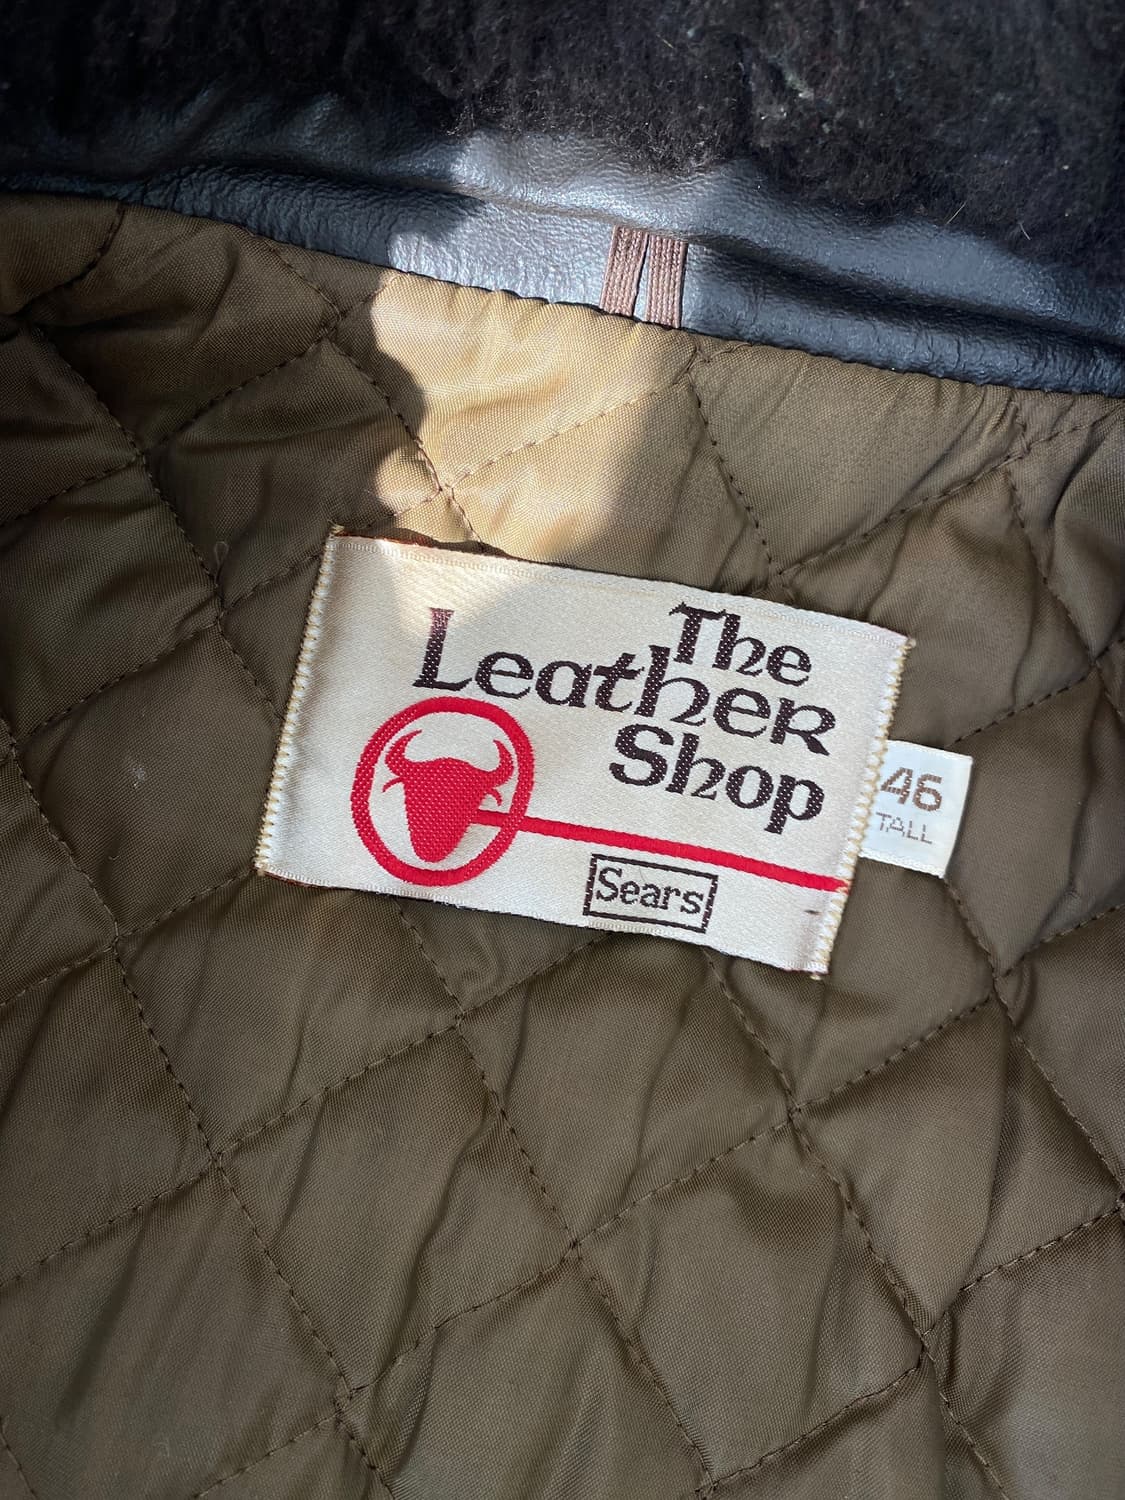 The
Leather
Shop
Sears
46
TALL